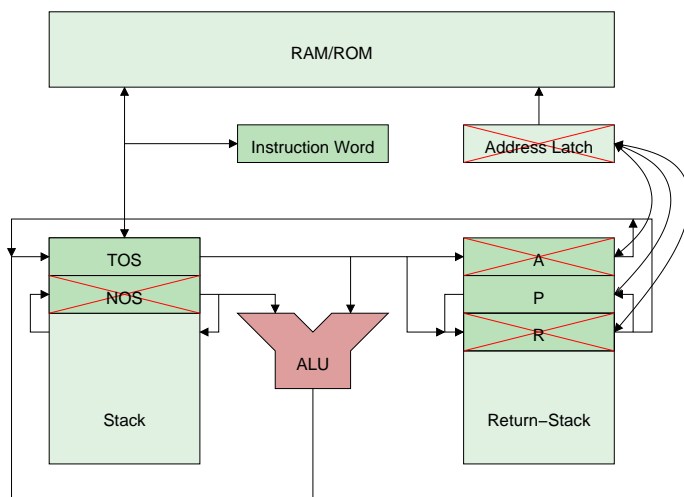 RAM/ROM
Instruction Word
Address Latch
TOS
A
NOS
P
R
ALU
Stack
Return−Stack